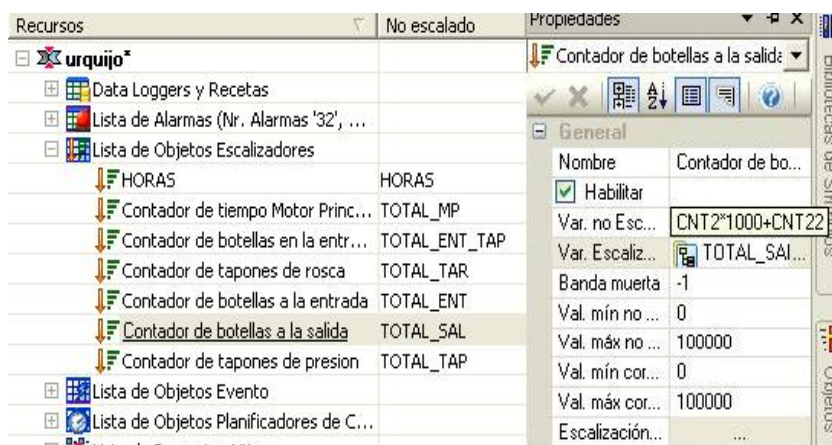 Recursos No escalado
urquijo*
Data Loggers y Recetas
Lista de Alarmas (Nr. Alarmas '32', ...
Lista de Objetos Escalizadores
HORAS HORAS
Contador de tiempo Motor Princ... TOTAL_MP
Contador de botellas en la entr... TOTAL_ENT_TAP
Contador de tapones de rosca TOTAL_TAR
Contador de botellas a la entrada TOTAL_ENT
Contador de botellas a la salida TOTAL_SAL
Contador de tapones de presion TOTAL_TAP
Lista de Objetos Evento
Lista de Objetos Planificadores de C...
Propiedades
Contador de botellas a la salida
General
Nombre Contador de bo...
Habilitar
Var. no Esc... CNT2*1000+CNT22
Var. Escaliz... TOTAL_SAL...
Banda muerta -1
Val. mín no ... 0
Val. máx no ... 100000
Val. mín cor... 0
Val. máx cor... 100000
Escalización... ...